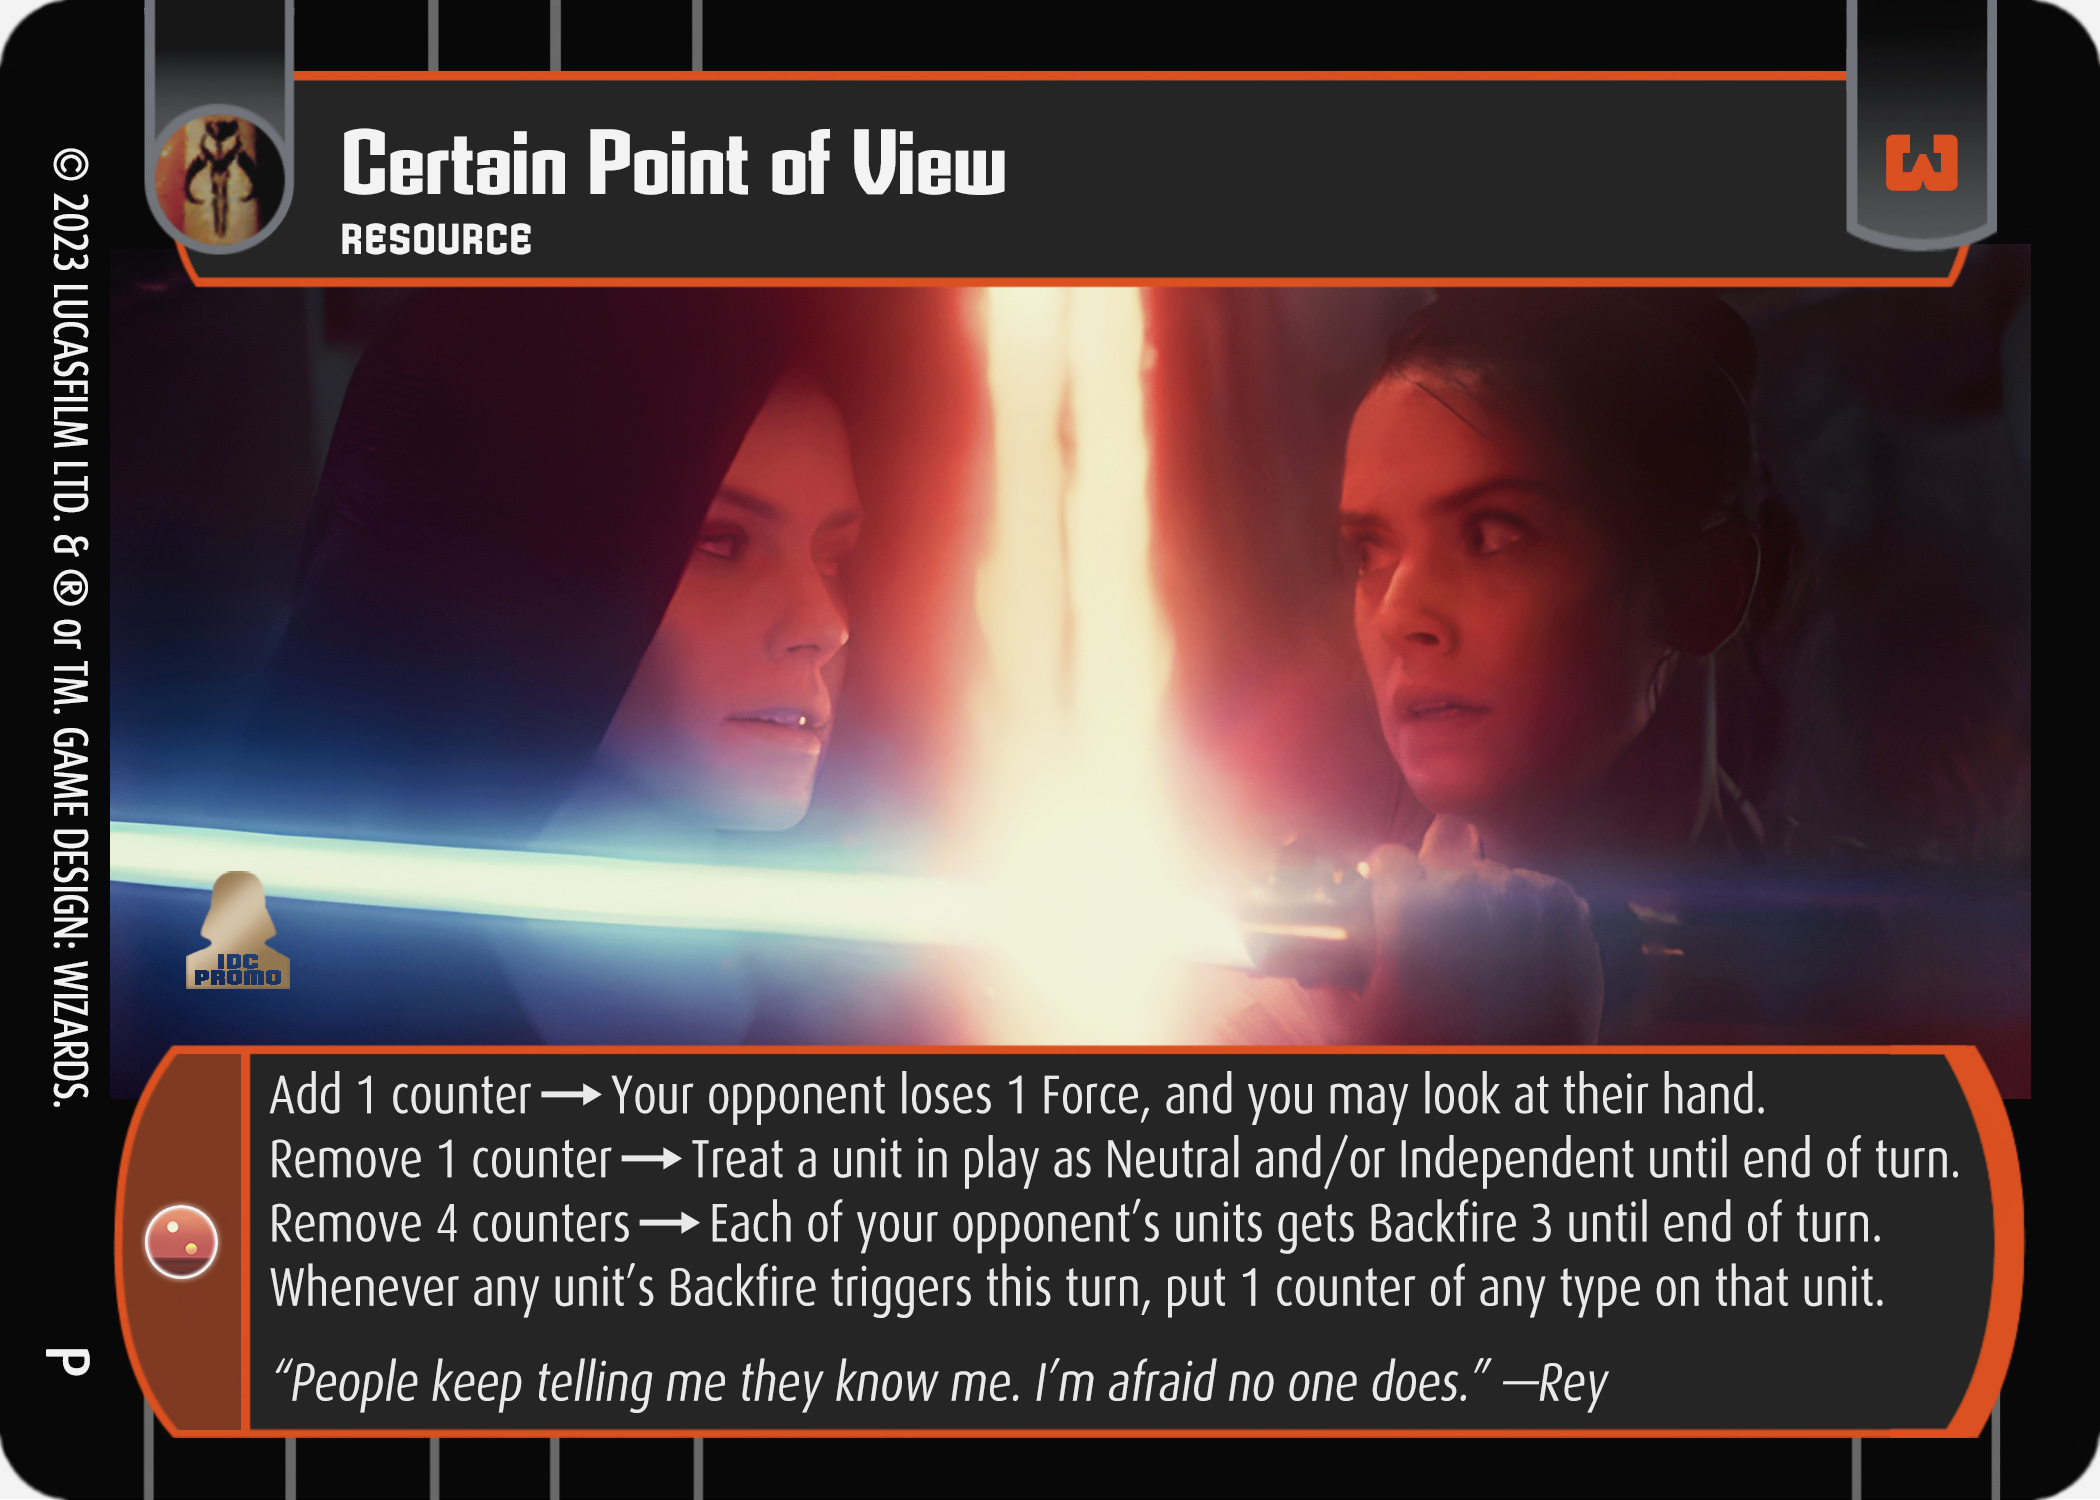 Certain Point of View
RESOURCE
3
© 2023 LUCASFILM LTD. & ® or TM. GAME DESIGN: WIZARDS.
IDC
PROMO
Add 1 counter → Your opponent loses 1 Force, and you may look at their hand.
Remove 1 counter → Treat a unit in play as Neutral and/or Independent until end of turn.
Remove 4 counters → Each of your opponent's units gets Backfire 3 until end of turn.
Whenever any unit's Backfire triggers this turn, put 1 counter of any type on that unit.
“People keep telling me they know me. I'm afraid no one does.” —Rey
P